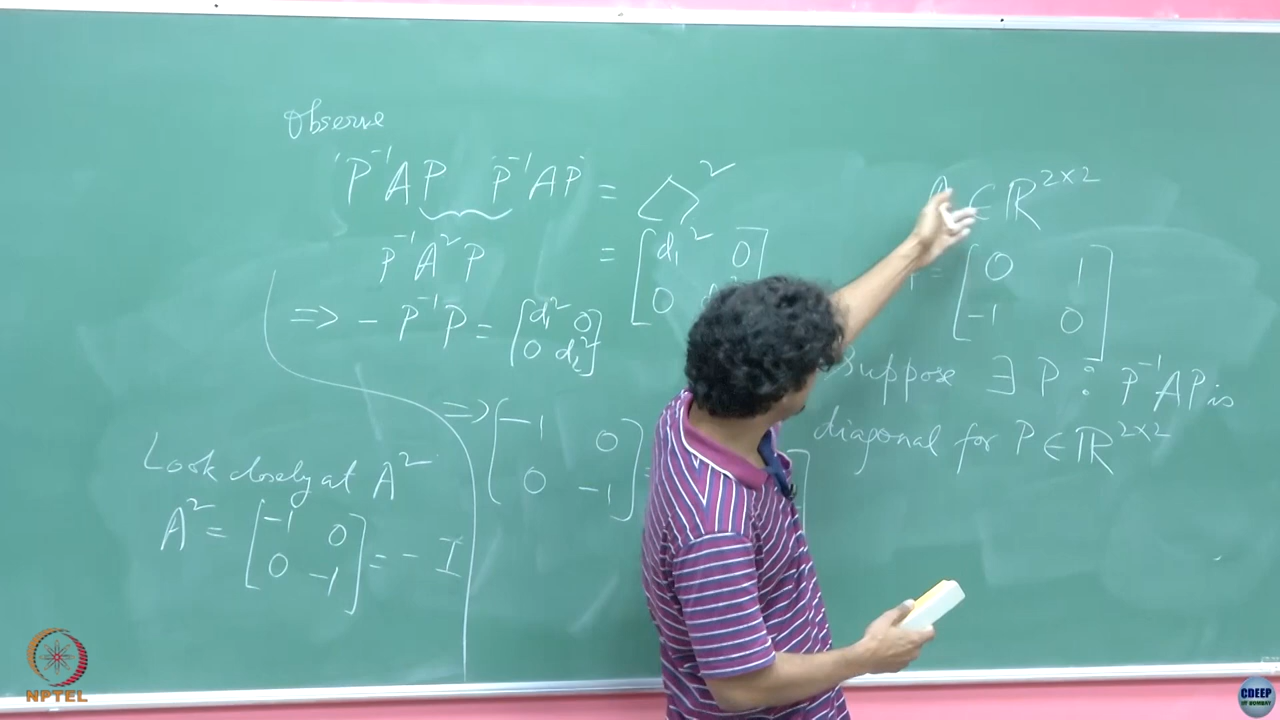 Observe
P⁻¹AP P⁻¹AP = ◇²
P⁻¹A²P = [d₁² 0
0
⇒ - P⁻¹P = [d₁² 0
0 d₂²]
⇒ [-1 0
0 -1] =
Look closely at A²
A² = [-1 0
0 -1] = - I
∈ ℝ²ˣ²
= [0 1
-1 0]
Suppose ∃ P : P⁻¹AP is
diagonal for P ∈ ℝ²ˣ²
NPTEL
CDEEP
IIT BOMBAY